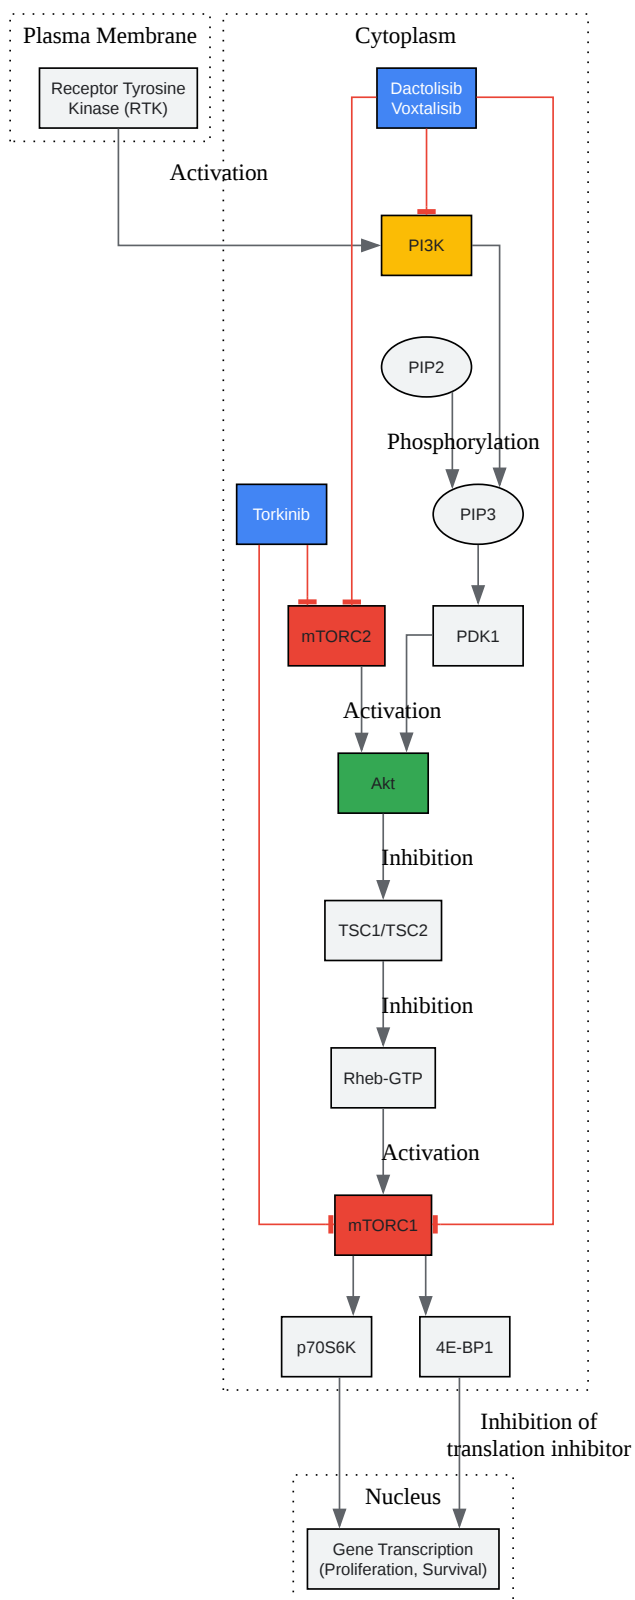 Plasma Membrane
Cytoplasm
Receptor Tyrosine
Kinase (RTK)
Dactolisib
Voxtalisib
Activation
PI3K
PIP2
Phosphorylation
Torkinib
PIP3
mTORC2
PDK1
Activation
Akt
Inhibition
TSC1/TSC2
Inhibition
Rheb-GTP
Activation
mTORC1
p70S6K
4E-BP1
Inhibition of
translation inhibitor
Nucleus
Gene Transcription
(Proliferation, Survival)